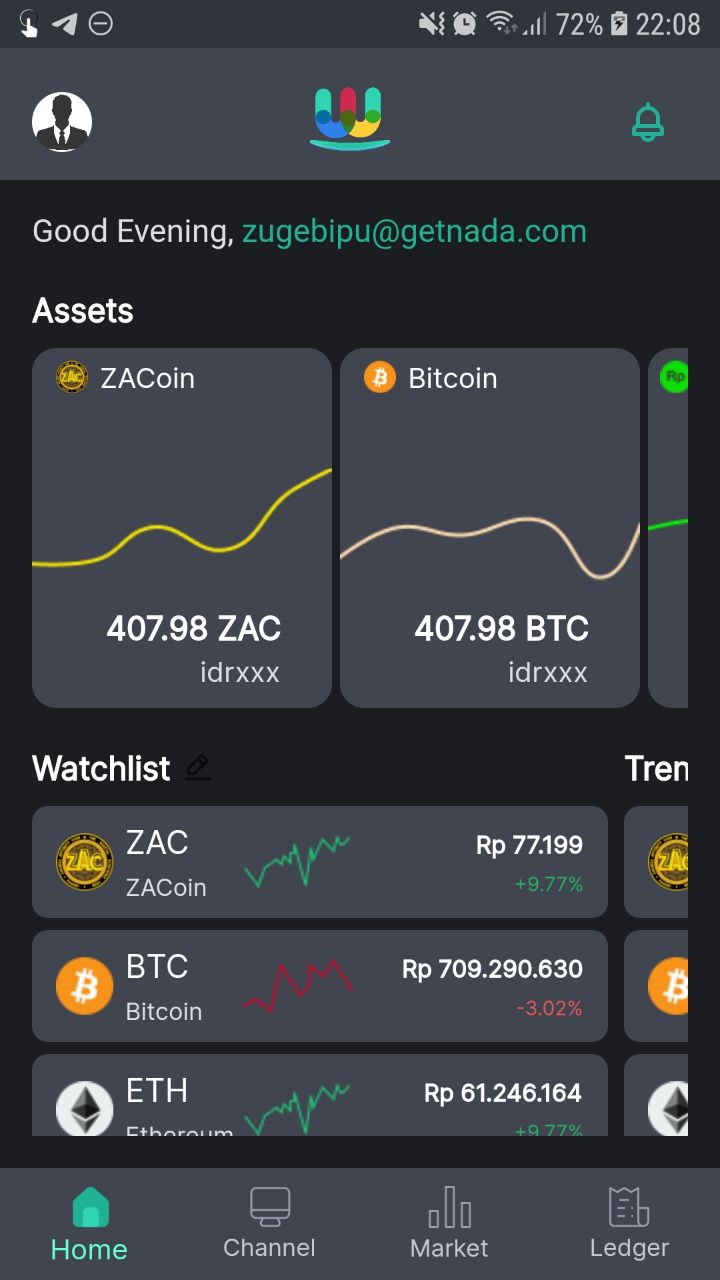 72% 22:08
Good Evening, zugebipu@getnada.com
Assets
ZACoin
Bitcoin
Rp
407.98 ZAC
idrxxx
407.98 BTC
idrxxx
Watchlist
Tren
ZAC
ZACoin
Rp 77.199
+9.77%
BTC
Bitcoin
Rp 709.290.630
-3.02%
ETH
Ethereum
Rp 61.246.164
+9.77%
Home
Channel
Market
Ledger